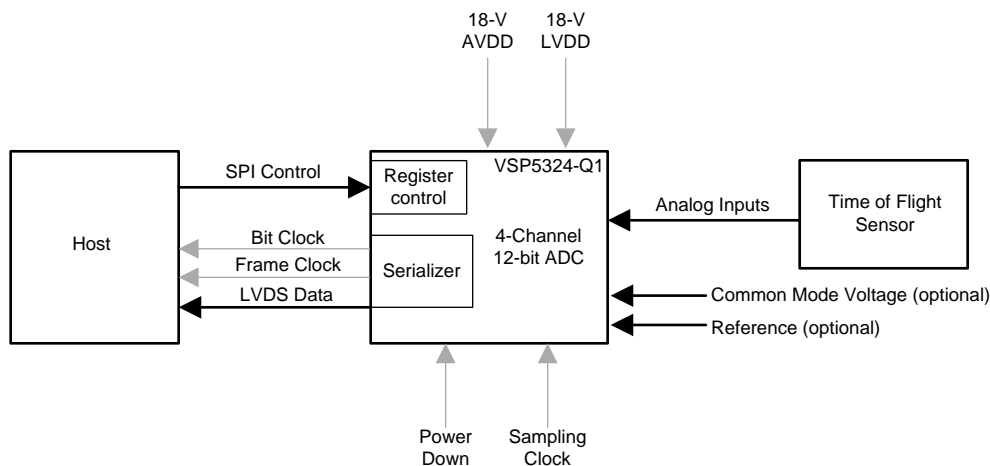 18-V
AVDD
18-V
LVDD
VSP5324-Q1
SPI Control
Register
control
Host
Bit Clock
Frame Clock
LVDS Data
Serializer
4-Channel
12-bit ADC
Analog Inputs
Time of Flight
Sensor
Common Mode Voltage (optional)
Reference (optional)
Power
Down
Sampling
Clock